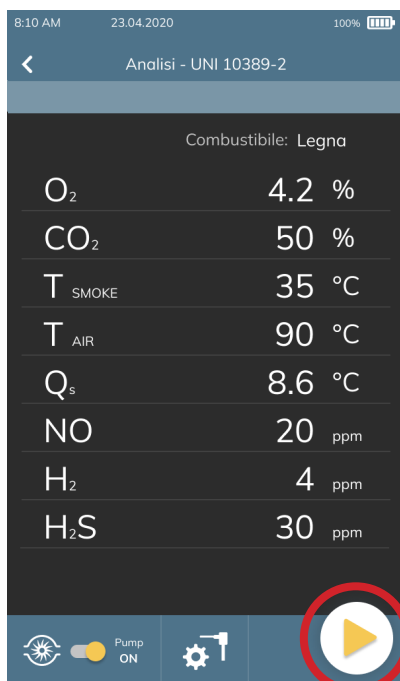 8:10 AM 23.04.2020 100%
Analisi - UNI 10389-2
Combustibile: Legna
O₂ 4.2 %
CO₂ 50 %
T SMOKE 35 °C
T AIR 90 °C
Qs 8.6 °C
NO 20 ppm
H₂ 4 ppm
H₂S 30 ppm
Pump
ON